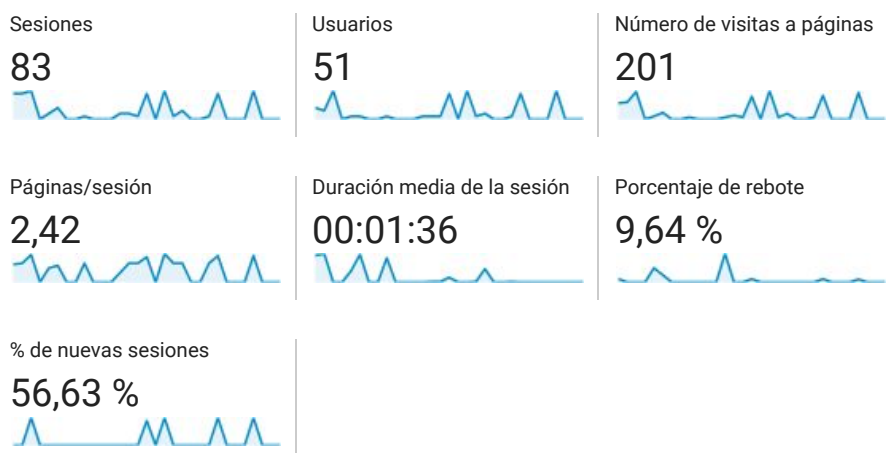 Sesiones
83
Usuarios
51
Número de visitas a páginas
201
Páginas/sesión
2,42
Duración media de la sesión
00:01:36
Porcentaje de rebote
9,64 %
% de nuevas sesiones
56,63 %